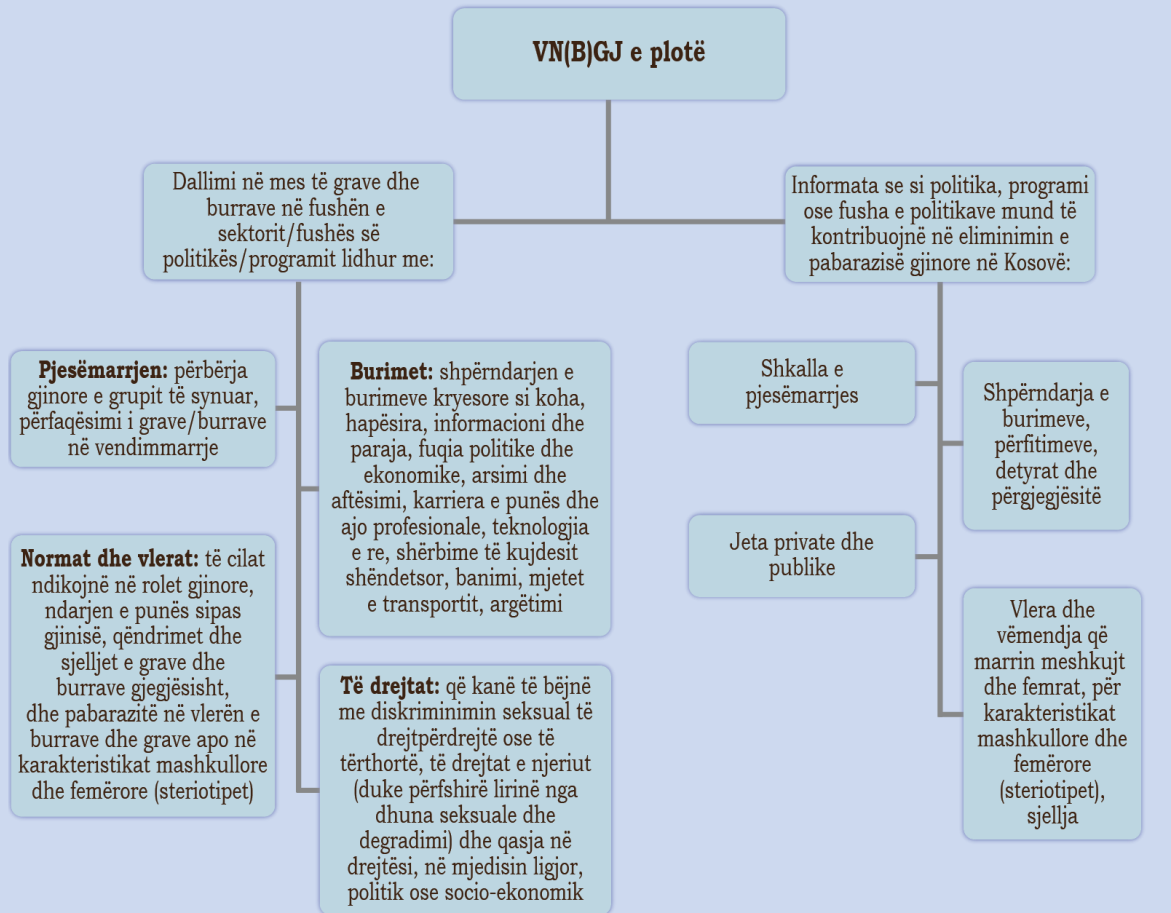 VN(B)GJ e plotë
Dallimi në mes të grave dhe
burrave në fushën e
sektorit/fushës së
politikës/programit lidhur me:
Pjesëmarrjen: përbërja
gjinore e grupit të synuar,
përfaqësimi i grave/burrave
në vendimmarrje
Burimet: shpërndarjen e
burimeve kryesore si koha,
hapësira, informacioni dhe
paraja, fuqia politike dhe
ekonomike, arsimi dhe
aftësimi, karriera e punës dhe
ajo profesionale, teknologjia
e re, shërbime të kujdesit
shëndetsor, banimi, mjetet
e transportit, argëtimi
Normat dhe vlerat: të cilat
ndikojnë në rolet gjinore,
ndarjen e punës sipas
gjinisë, qëndrimet dhe
sjelljet e grave dhe
burrave gjegjësisht,
dhe pabarazitë në vlerën e
burrave dhe grave apo në
karakteristikat mashkullore
dhe femërore (steriotipet)
Të drejtat: që kanë të bëjnë
me diskriminimin seksual të
drejtpërdrejtë ose të
tërthortë, të drejtat e njeriut
(duke përfshirë lirinë nga
dhuna seksuale dhe
degradimi) dhe qasja në
drejtësi, në mjedisin ligjor,
politik ose socio-ekonomik
Informata se si politika, programi
ose fusha e politikave mund të
kontribuojnë në eliminimin e
pabarazisë gjinore në Kosovë:
Shkalla e
pjesëmarrjes
Shpërndarja e
burimeve,
përfitimeve,
detyrat dhe
përgjegjësitë
Jeta private dhe
publike
Vlera dhe
vëmendja që
marrin meshkujt
dhe femrat, për
karakteristikat
mashkullore dhe
femërore
(steriotipet),
sjellja